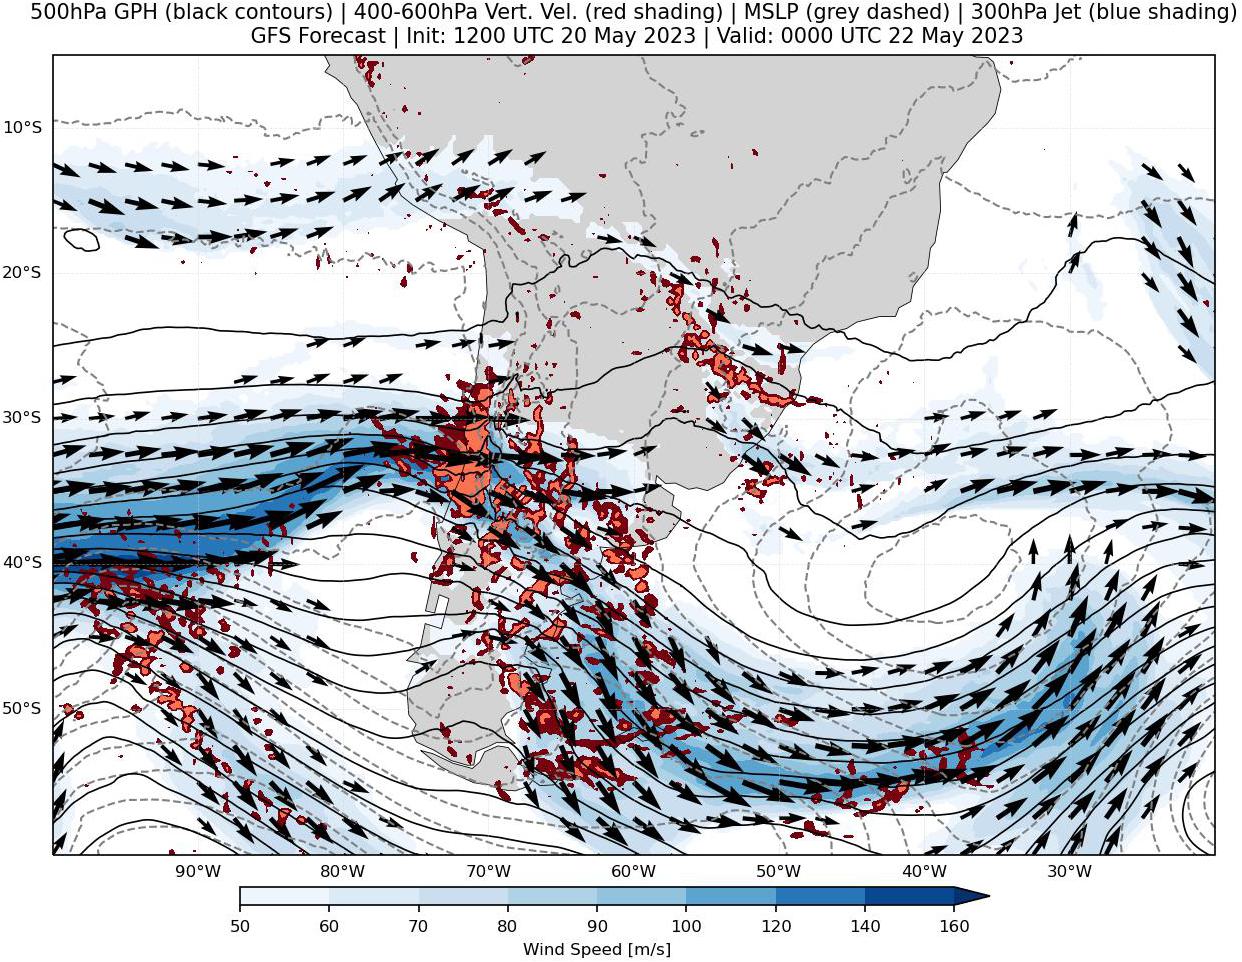 500hPa GPH (black contours) | 400-600hPa Vert. Vel. (red shading) | MSLP (grey dashed) | 300hPa Jet (blue shading)
GFS Forecast | Init: 1200 UTC 20 May 2023 | Valid: 0000 UTC 22 May 2023
10°S
20°S
30°S
40°S
50°S
90°W 80°W 70°W 60°W 50°W 40°W 30°W
50 60 70 80 90 100 120 140 160
Wind Speed [m/s]